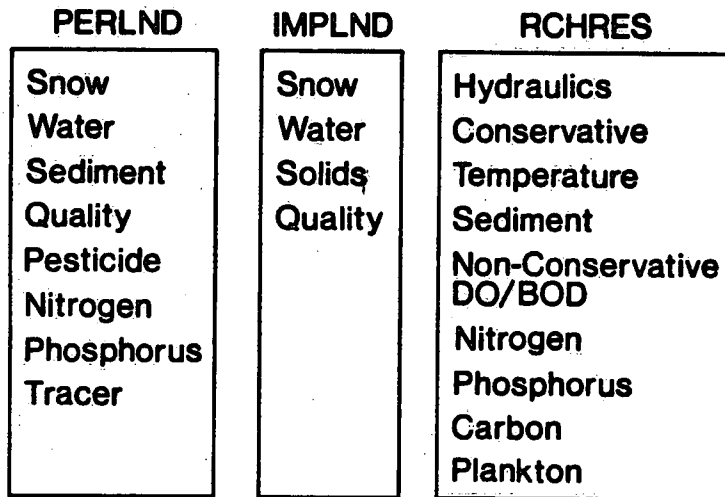 PERLND
Snow
Water
Sediment
Quality
Pesticide
Nitrogen
Phosphorus
Tracer
IMPLND
Snow
Water
Solids
Quality
RCHRES
Hydraulics
Conservative
Temperature
Sediment
Non-Conservative
DO/BOD
Nitrogen
Phosphorus
Carbon
Plankton